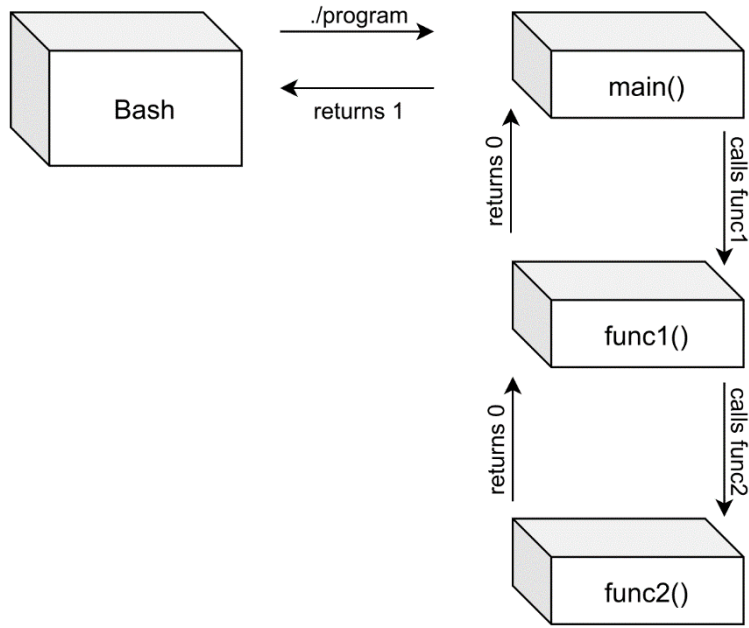 ./program
Bash
returns 1
main()
returns 0
calls func1
func1()
returns 0
calls func2
func2()